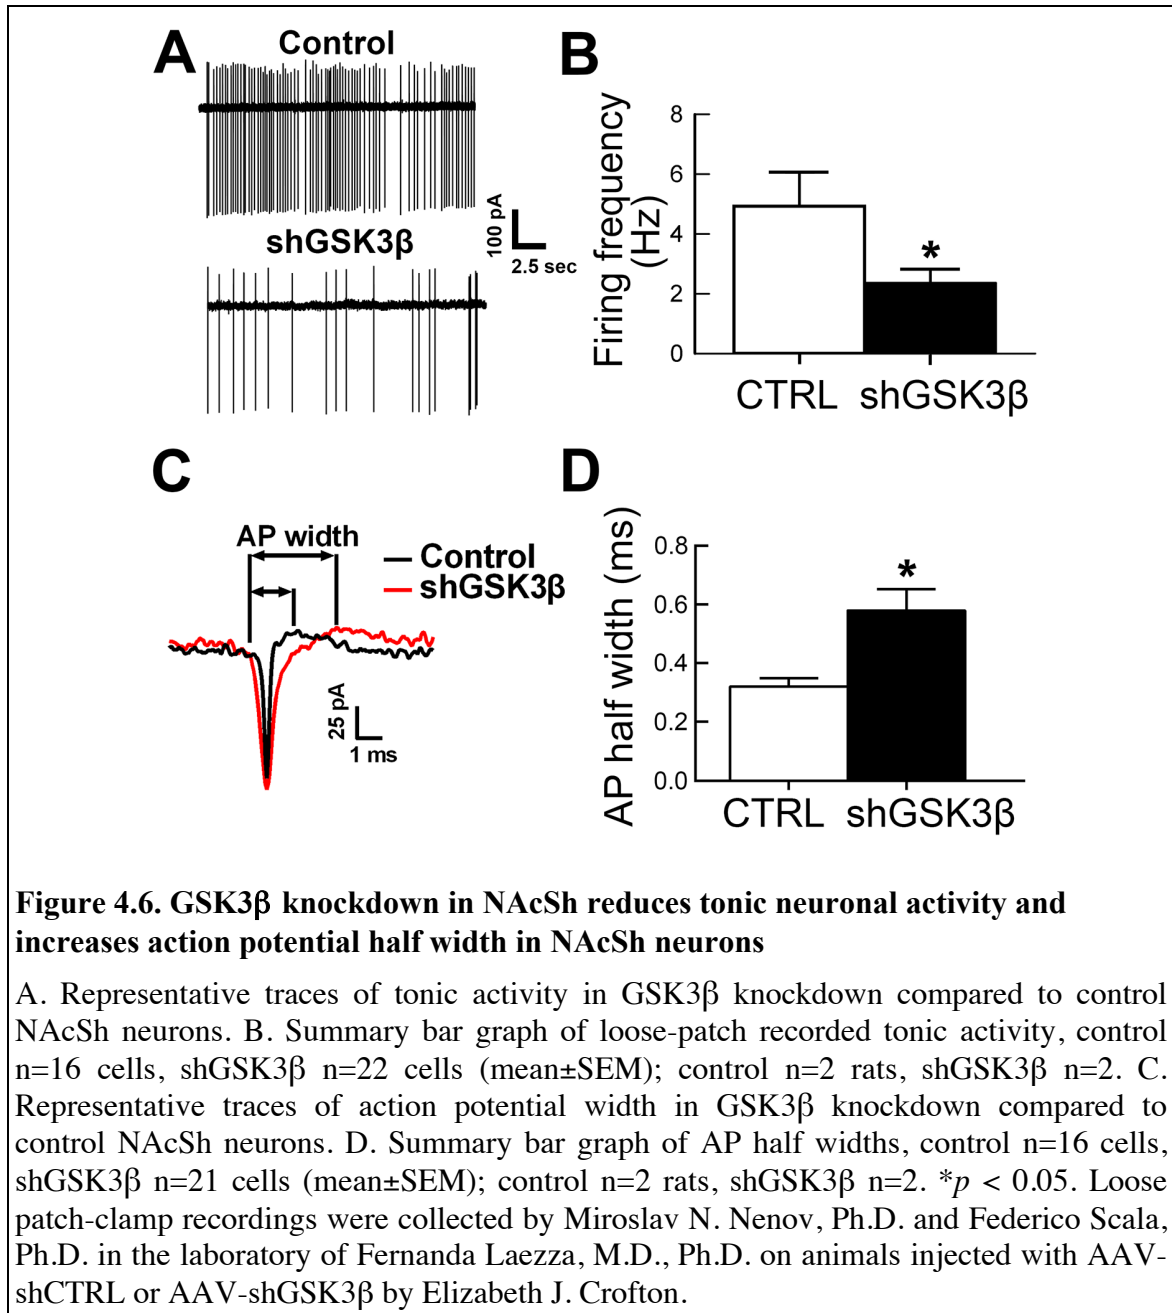 A
Control
shGSK3β
100 pA
2.5 sec
B
Firing frequency
(Hz)
8
6
4
2
0
*
CTRL shGSK3β
C
AP width
Control
shGSK3β
25 pA
1 ms
D
AP half width (ms)
0.8
0.6
0.4
0.2
0.0
*
CTRL shGSK3β
Figure 4.6. GSK3β knockdown in NAcSh reduces tonic neuronal activity and
increases action potential half width in NAcSh neurons
A. Representative traces of tonic activity in GSK3β knockdown compared to control
NAcSh neurons. B. Summary bar graph of loose-patch recorded tonic activity, control
n=16 cells, shGSK3β n=22 cells (mean±SEM); control n=2 rats, shGSK3β n=2. C.
Representative traces of action potential width in GSK3β knockdown compared to
control NAcSh neurons. D. Summary bar graph of AP half widths, control n=16 cells,
shGSK3β n=21 cells (mean±SEM); control n=2 rats, shGSK3β n=2. *p < 0.05. Loose
patch-clamp recordings were collected by Miroslav N. Nenov, Ph.D. and Federico Scala,
Ph.D. in the laboratory of Fernanda Laezza, M.D., Ph.D. on animals injected with AAV-
shCTRL or AAV-shGSK3β by Elizabeth J. Crofton.